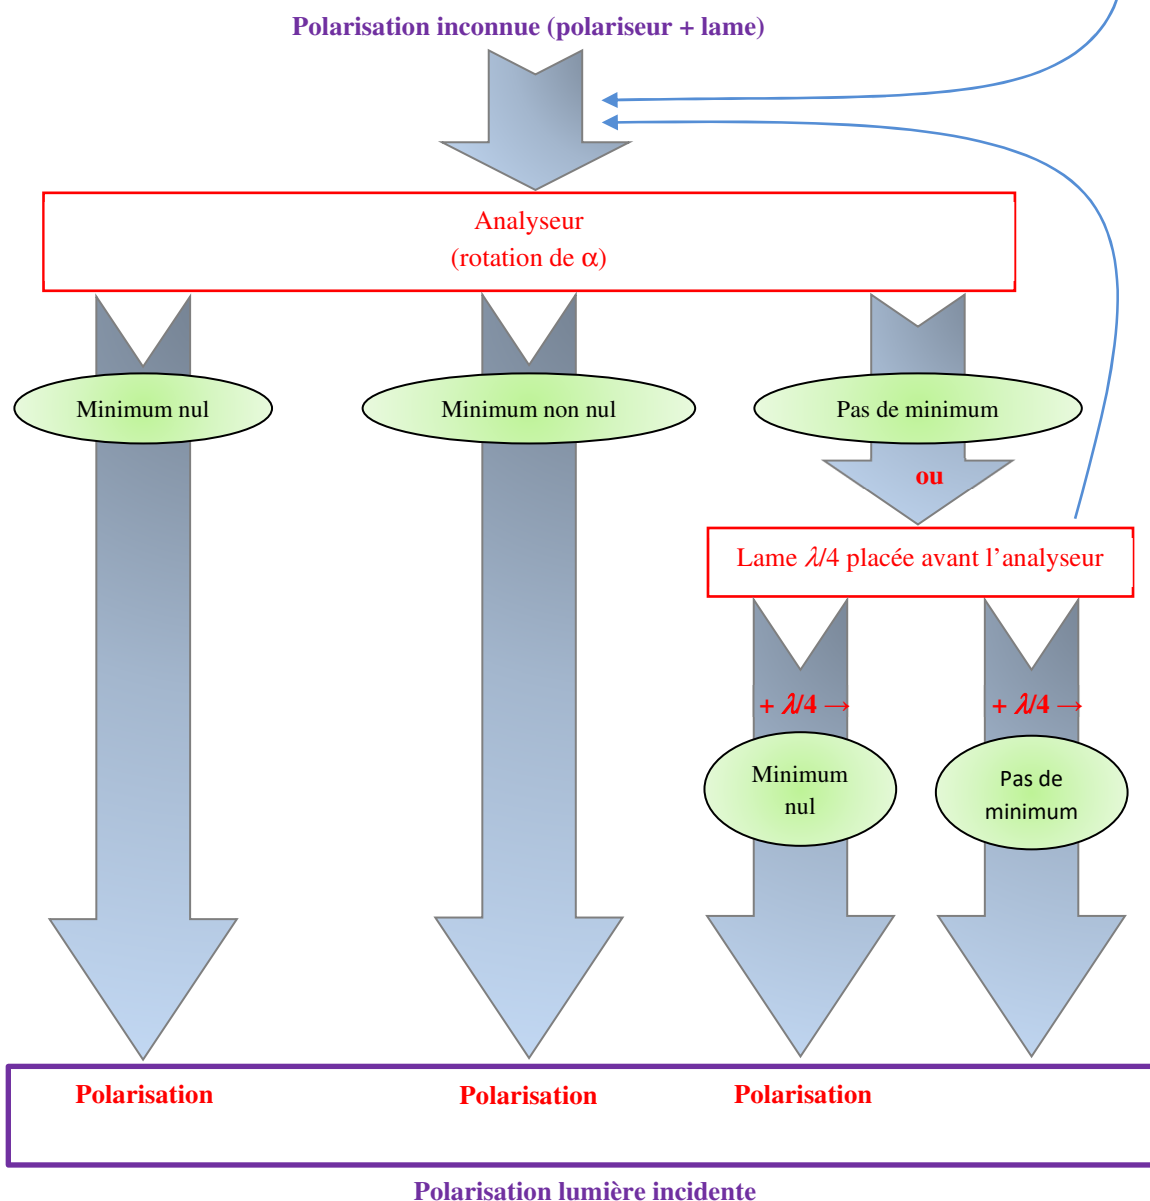 Polarisation inconnue (polariseur + lame)
Analyseur
(rotation de α)
Minimum nul
Minimum non nul
Pas de minimum
ou
Lame λ/4 placée avant l’analyseur
+ λ/4 →
+ λ/4 →
Minimum
nul
Pas de
minimum
Polarisation
Polarisation
Polarisation
Polarisation lumière incidente